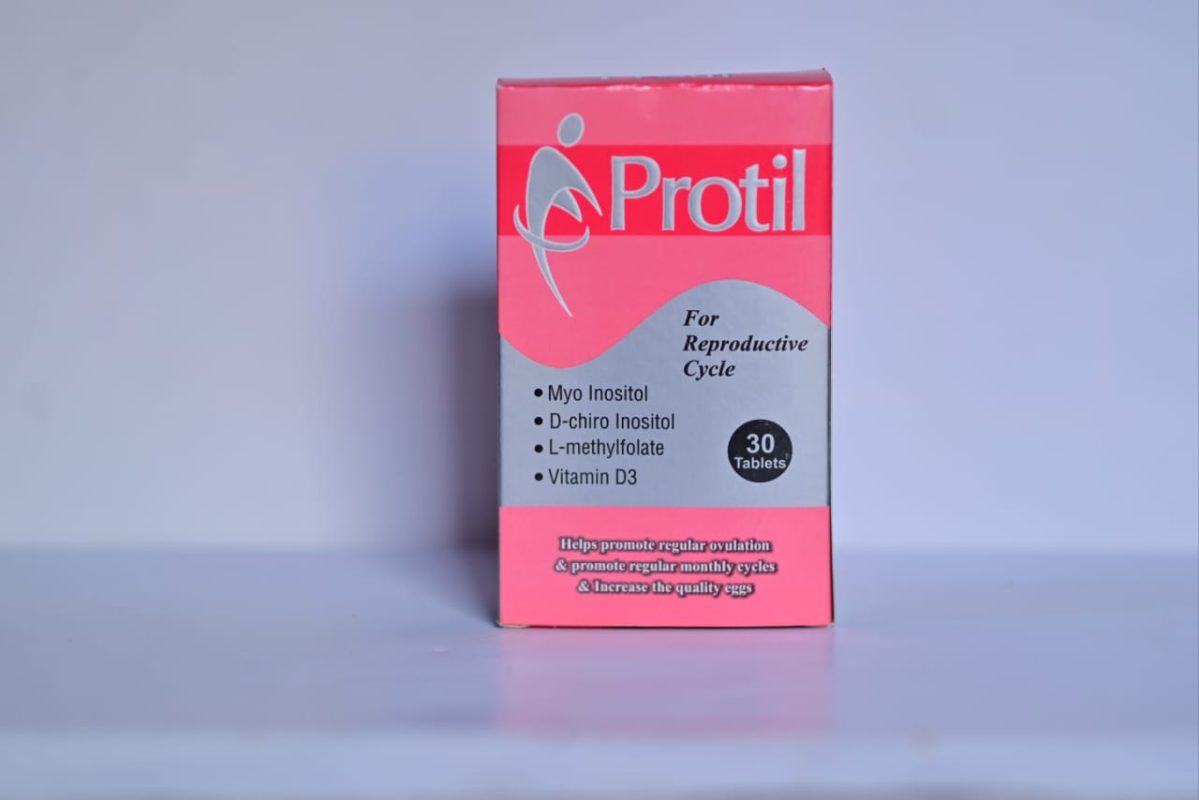 Protil
For
Reproductive
Cycle
• Myo Inositol
• D-chiro Inositol
• L-methylfolate
• Vitamin D3
30
Tablets
Helps promote regular ovulation
& promote regular monthly cycles
& Increase the quality eggs